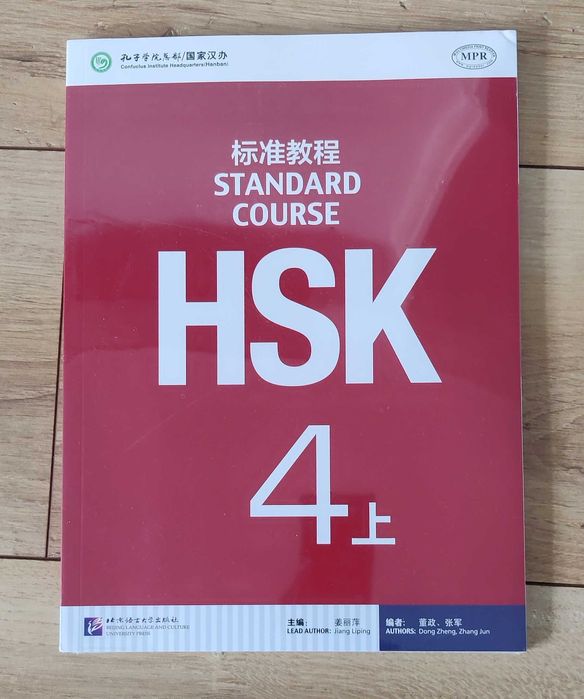 孔子学院总部/国家汉办
Confucius Institute Headquarters(Hanban)
MPR
标准教程
STANDARD
COURSE
HSK
4上
北京语言大学出版社
BEIJING LANGUAGE AND CULTURE
UNIVERSITY PRESS
主编: 姜丽萍
LEAD AUTHOR: Jiang Liping
编者: 董政、张军
AUTHORS: Dong Zheng, Zhang Jun